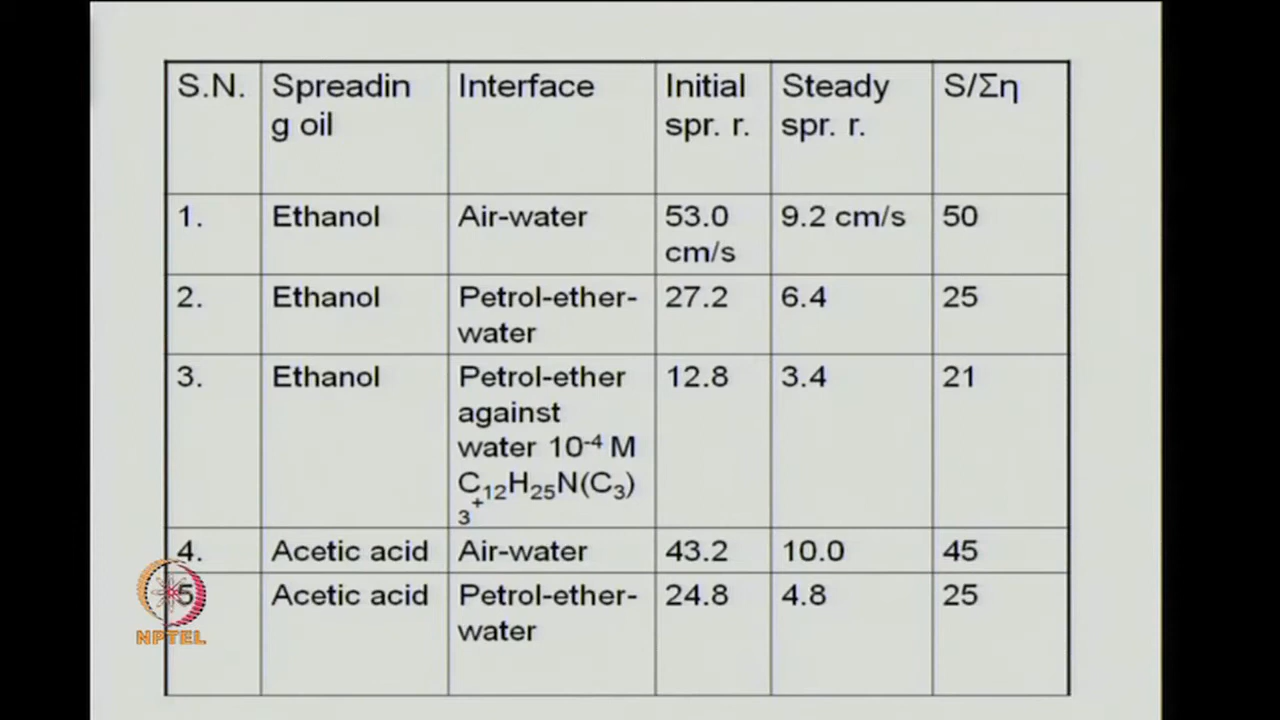 S.N. Spreadin Interface Initial Steady S/Ση
g oil spr. r. spr. r.
1. Ethanol Air-water 53.0 9.2 cm/s 50
cm/s
2. Ethanol Petrol-ether- 27.2 6.4 25
water
3. Ethanol Petrol-ether 12.8 3.4 21
against
water 10⁻⁴ M
C₁₂H₂₅N(C₃)
₃⁺
4. Acetic acid Air-water 43.2 10.0 45
5. Acetic acid Petrol-ether- 24.8 4.8 25
water
NPTEL